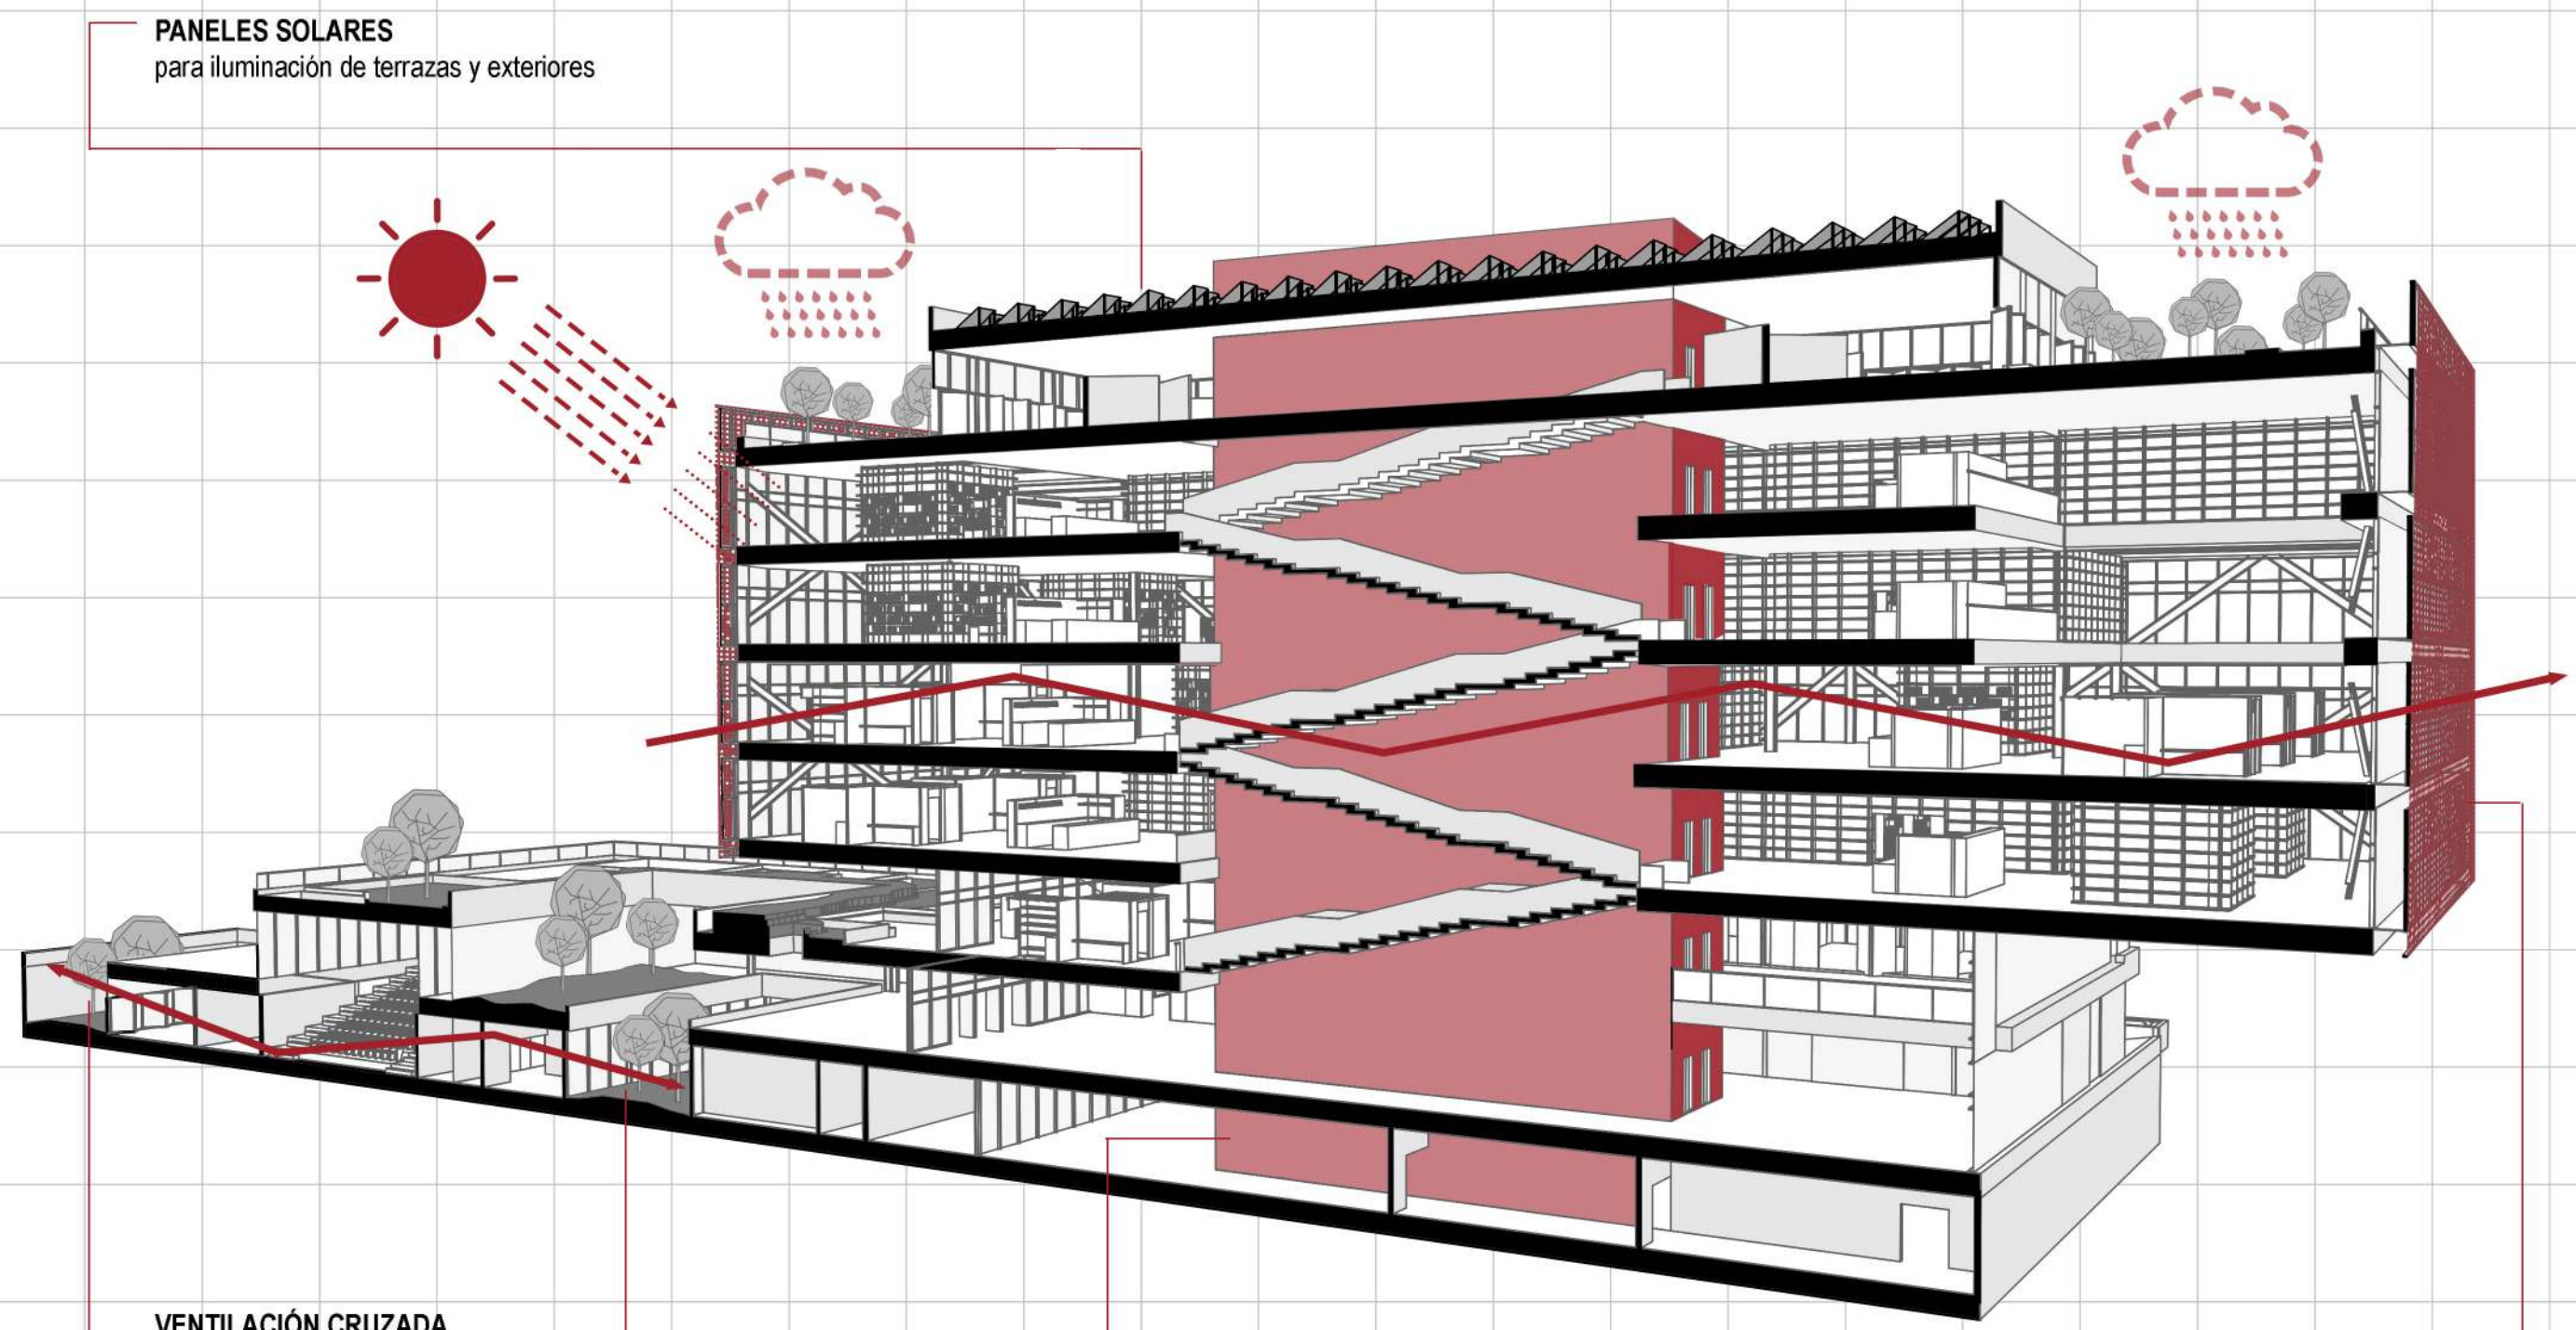 PANELES SOLARES
para iluminación de terrazas y exteriores
VENTILACIÓN CRUZADA